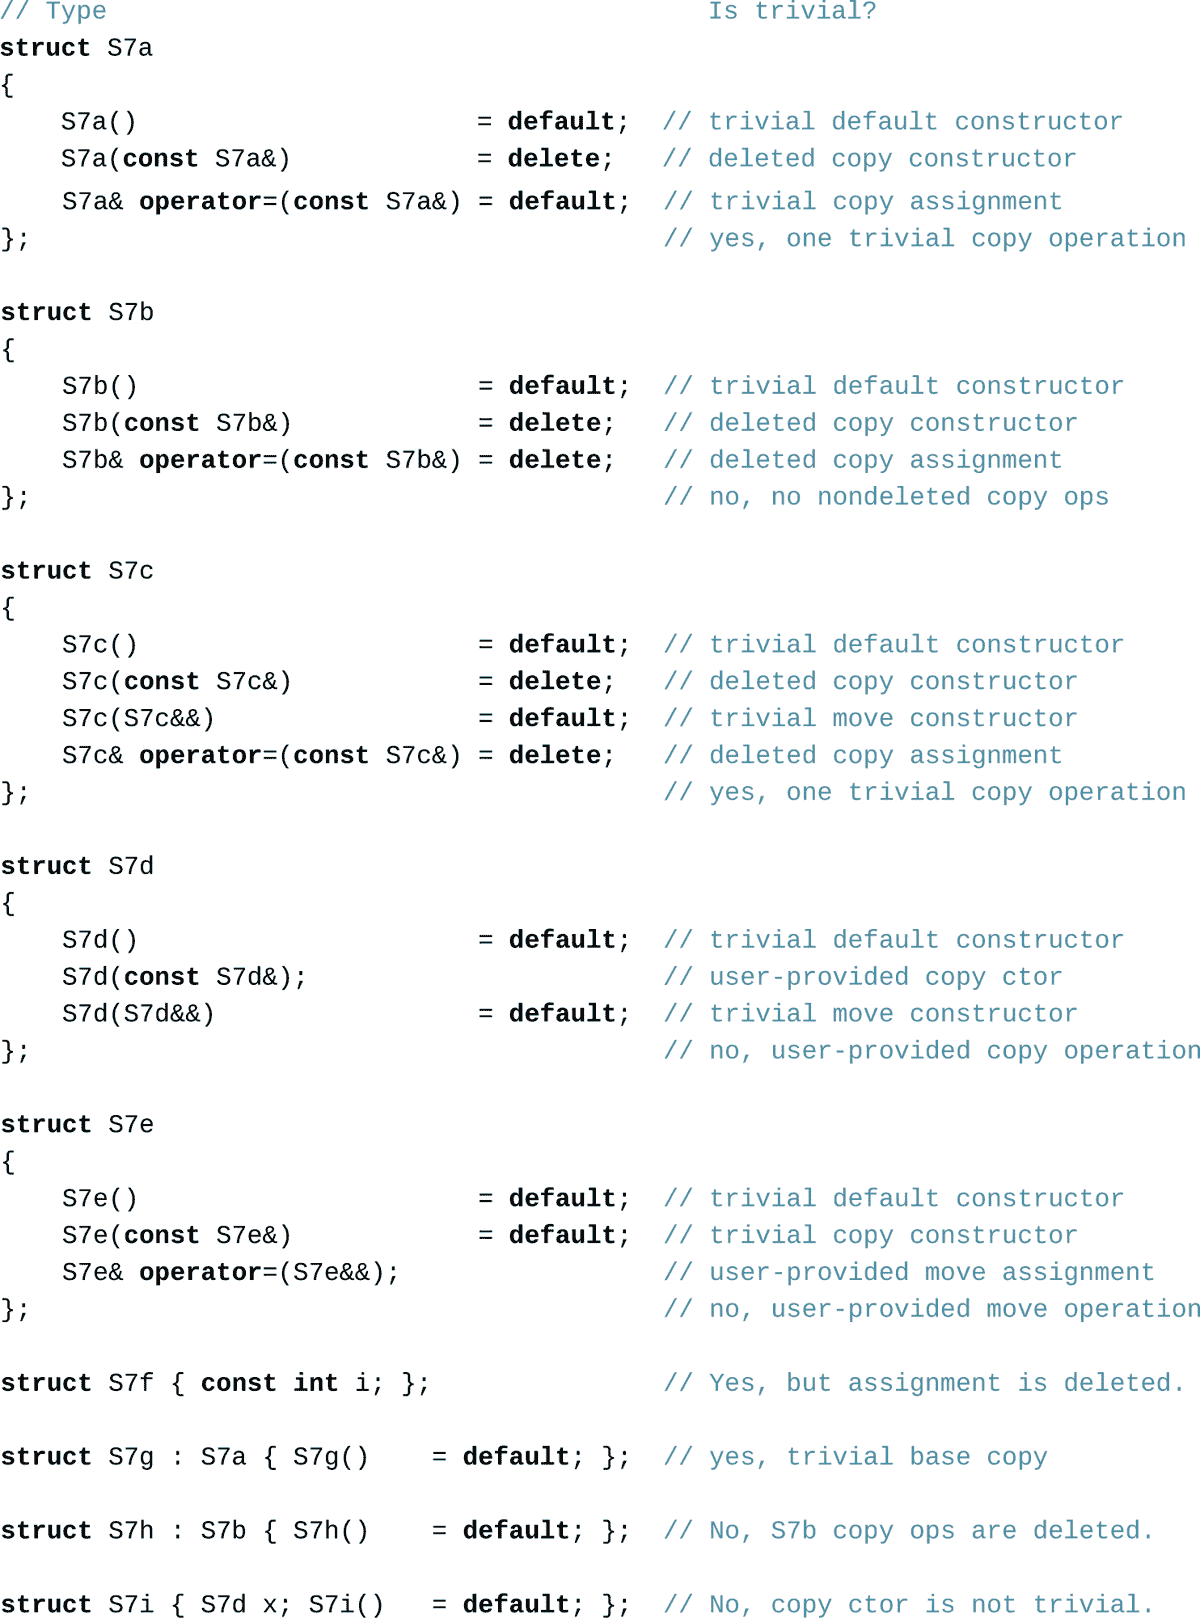 // Type                                       Is trivial?
struct S7a
{
    S7a()                      = default;  // trivial default constructor
    S7a(const S7a&)            = delete;   // deleted copy constructor
    S7a& operator=(const S7a&) = default;  // trivial copy assignment
};                                         // yes, one trivial copy operation

struct S7b
{
    S7b()                      = default;  // trivial default constructor
    S7b(const S7b&)            = delete;   // deleted copy constructor
    S7b& operator=(const S7b&) = delete;   // deleted copy assignment
};                                         // no, no nondeleted copy ops

struct S7c
{
    S7c()                      = default;  // trivial default constructor
    S7c(const S7c&)            = delete;   // deleted copy constructor
    S7c(S7c&&)                 = default;  // trivial move constructor
    S7c& operator=(const S7c&) = delete;   // deleted copy assignment
};                                         // yes, one trivial copy operation

struct S7d
{
    S7d()                      = default;  // trivial default constructor
    S7d(const S7d&);                       // user-provided copy ctor
    S7d(S7d&&)                 = default;  // trivial move constructor
};                                         // no, user-provided copy operation

struct S7e
{
    S7e()                      = default;  // trivial default constructor
    S7e(const S7e&)            = default;  // trivial copy constructor
    S7e& operator=(S7e&&);                 // user-provided move assignment
};                                         // no, user-provided move operation

struct S7f { const int i; };               // Yes, but assignment is deleted.

struct S7g : S7a { S7g()    = default; };  // yes, trivial base copy

struct S7h : S7b { S7h()    = default; };  // No, S7b copy ops are deleted.

struct S7i { S7d x; S7i()   = default; };  // No, copy ctor is not trivial.